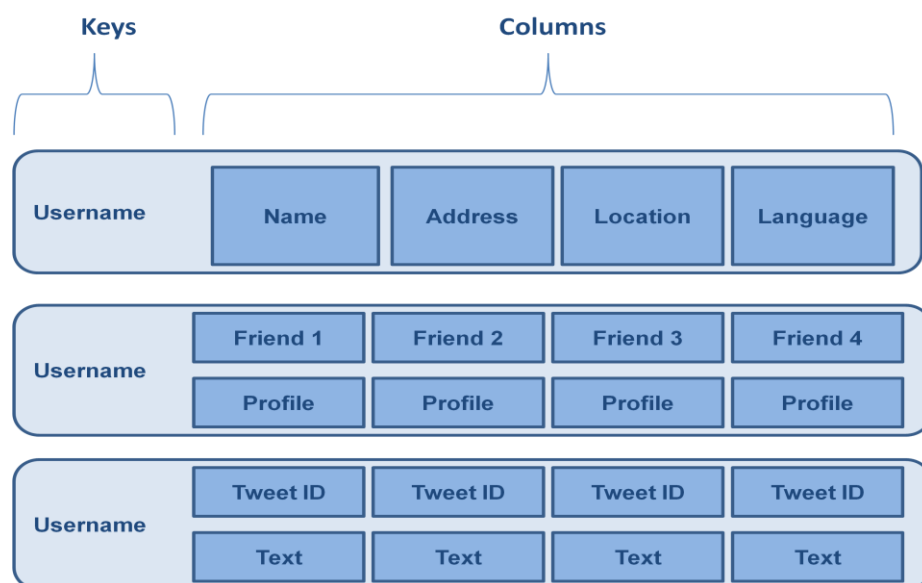 Keys Columns
Username Name Address Location Language
Username
Friend 1 Friend 2 Friend 3 Friend 4
Profile Profile Profile Profile
Username
Tweet ID Tweet ID Tweet ID Tweet ID
Text Text Text Text